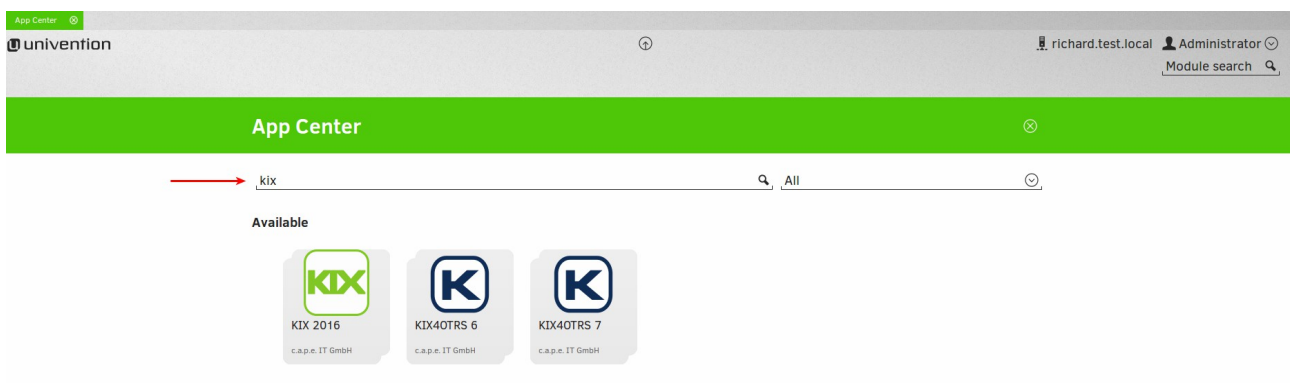 App Center
univention
richard.test.local Administrator
Module search
App Center
kix All
Available
KIX K K
KIX 2016 KIX4OTRS 6 KIX4OTRS 7
c.a.p.e. IT GmbH c.a.p.e. IT GmbH c.a.p.e. IT GmbH